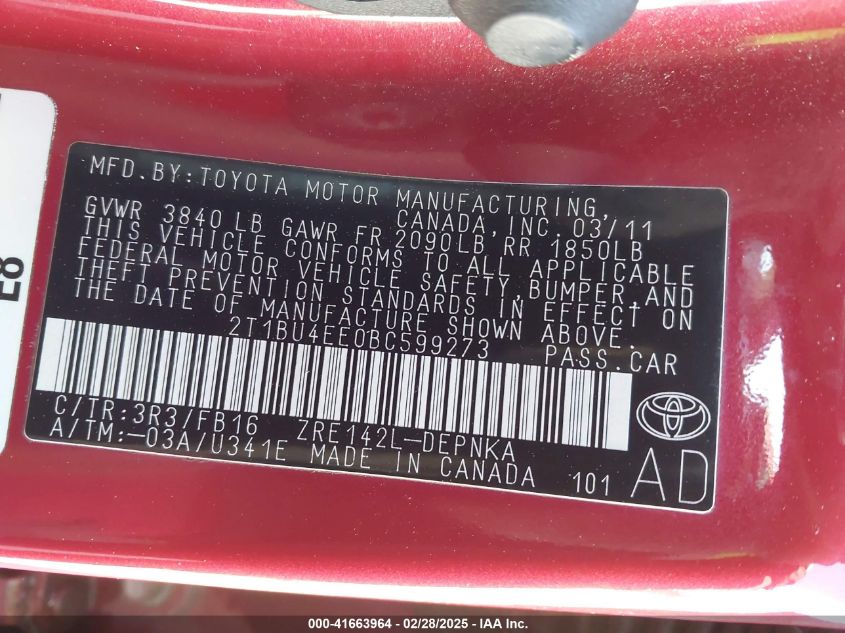 MFD. BY: TOYOTA MOTOR MANUFACTURING,
CANADA, INC. 03/11
GVWR 3840 LB GAWR FR 2090LB RR 1850LB
THIS VEHICLE CONFORMS TO ALL APPLICABLE
FEDERAL MOTOR VEHICLE SAFETY, BUMPER, AND
THEFT PREVENTION STANDARDS IN EFFECT ON
THE DATE OF MANUFACTURE SHOWN ABOVE.
2T1BU4EE0BC599273 PASS. CAR
C/TR: 3R3/FB16 ZRE142L-DEPNKA
A/TM: -03A/U341E MADE IN CANADA 101 AD
E8
000-41663964 - 02/28/2025 - IAA Inc.